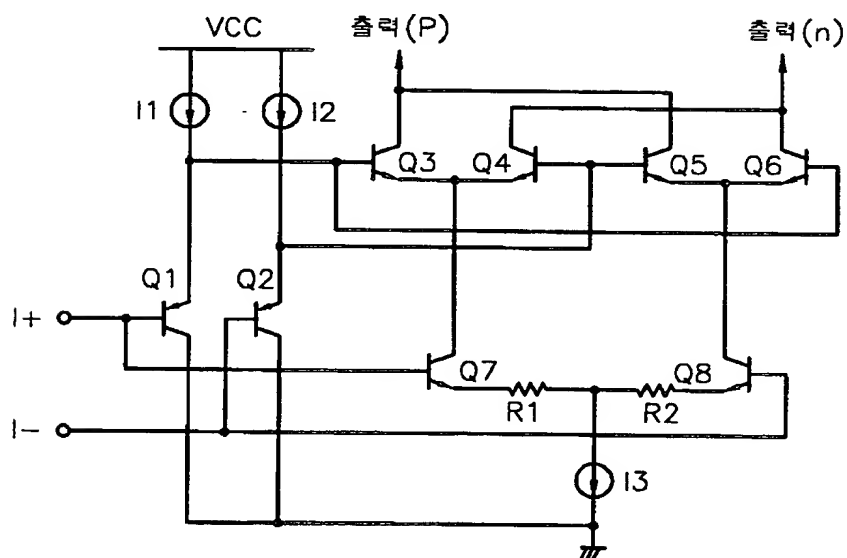 VCC
출력(P)
출력(n)
I1
I2
Q3
Q4
Q5
Q6
Q1
Q2
I+
Q7
Q8
R1
R2
I-
I3